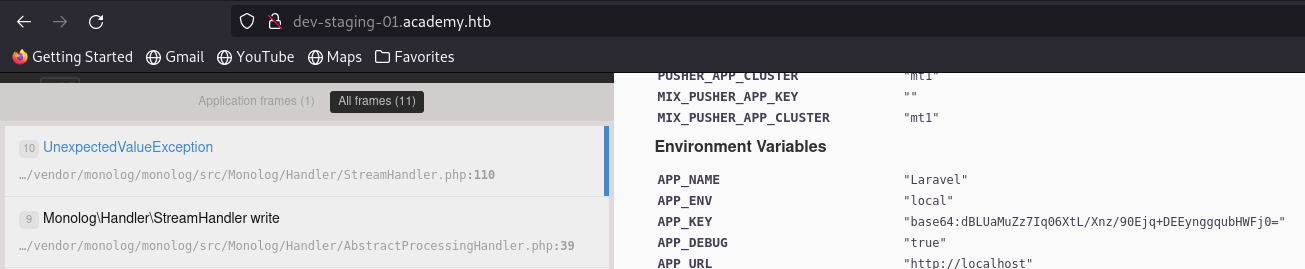 dev-staging-01.academy.htb
Getting Started Gmail YouTube Maps Favorites
Application frames (1) All frames (11)
10 UnexpectedValueException
…/vendor/monolog/monolog/src/Monolog/Handler/StreamHandler.php:110
9 Monolog\Handler\StreamHandler write
…/vendor/monolog/monolog/src/Monolog/Handler/AbstractProcessingHandler.php:39
PUSHER_APP_CLUSTER "mt1"
MIX_PUSHER_APP_KEY ""
MIX_PUSHER_APP_CLUSTER "mt1"
Environment Variables
APP_NAME "Laravel"
APP_ENV "local"
APP_KEY "base64:dBLUaMuZz7Iq06XtL/Xnz/90Ejq+DEEynggqubHWFj0="
APP_DEBUG "true"
APP_URL "http://localhost"